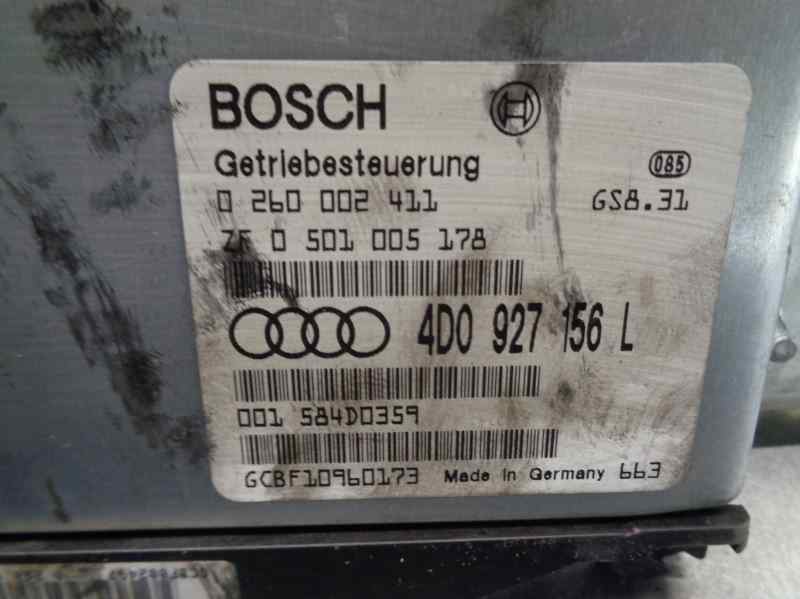 BOSCH
Getriebesteuerung
085
0 260 002 411
GS8.31
ZF 0 501 005 178
4D0 927 156 L
001 584D0359
GCBF10960173 Made in Germany 663